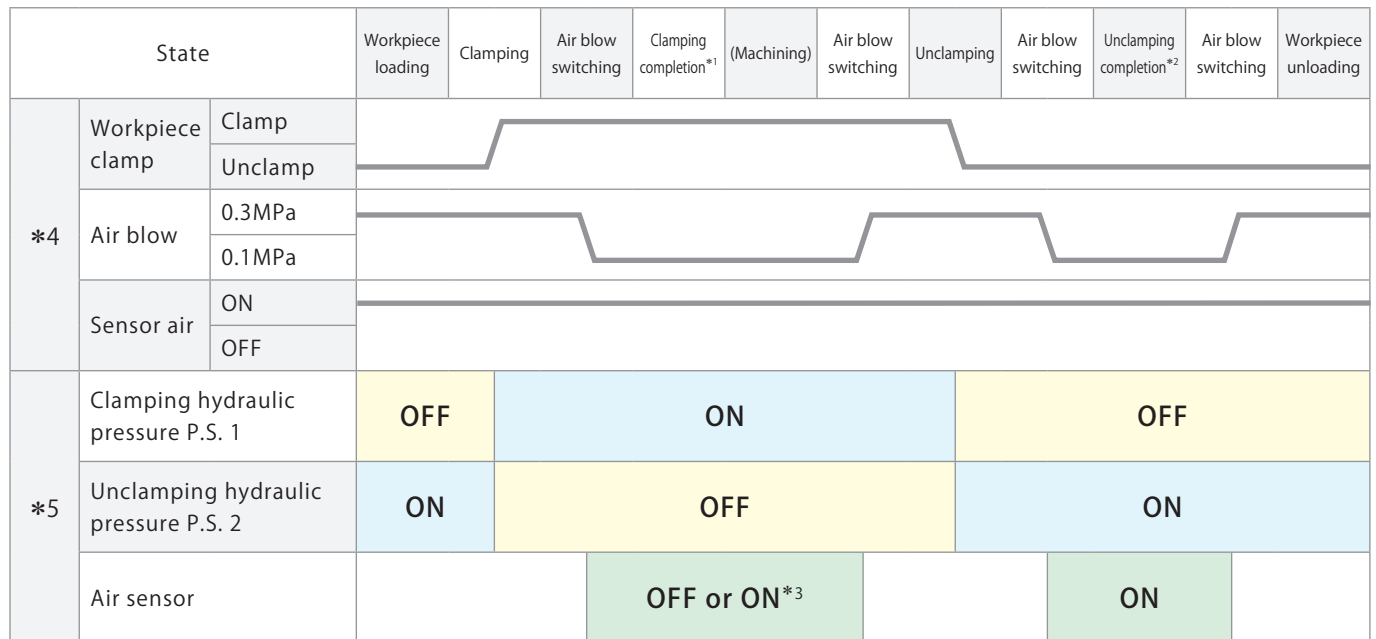 State
Workpiece
loading
Clamping
Air blow
switching
Clamping
completion*1
(Machining)
Air blow
switching
Unclamping
Air blow
switching
Unclamping
completion*2
Air blow
switching
Workpiece
unloading
*4
Workpiece
clamp
Clamp
Unclamp
Air blow
0.3MPa
0.1MPa
Sensor air
ON
OFF
*5
Clamping hydraulic
pressure P.S. 1
OFF
ON
OFF
Unclamping hydraulic
pressure P.S. 2
ON
OFF
ON
Air sensor
OFF or ON*3
ON